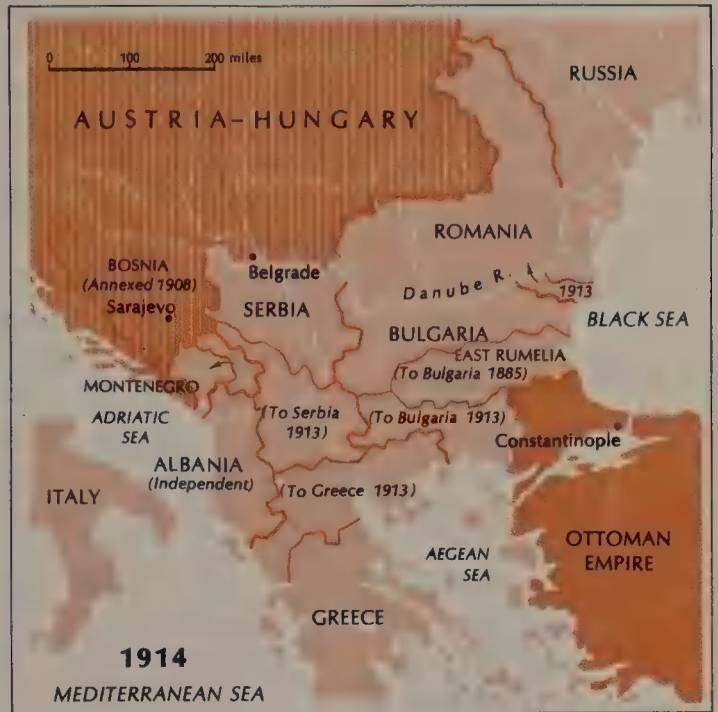 0 100 200 miles
RUSSIA
AUSTRIA–HUNGARY
ROMANIA
BOSNIA
(Annexed 1908)
Sarajevo
Belgrade
SERBIA
Danube R.
1913
BLACK SEA
BULGARIA
EAST RUMELIA
(To Bulgaria 1885)
MONTENEGRO
ADRIATIC
SEA
(To Serbia
1913)
(To Bulgaria 1913)
Constantinople
ALBANIA
(Independent)
ITALY
(To Greece 1913)
AEGEAN
SEA
OTTOMAN
EMPIRE
GREECE
1914
MEDITERRANEAN SEA